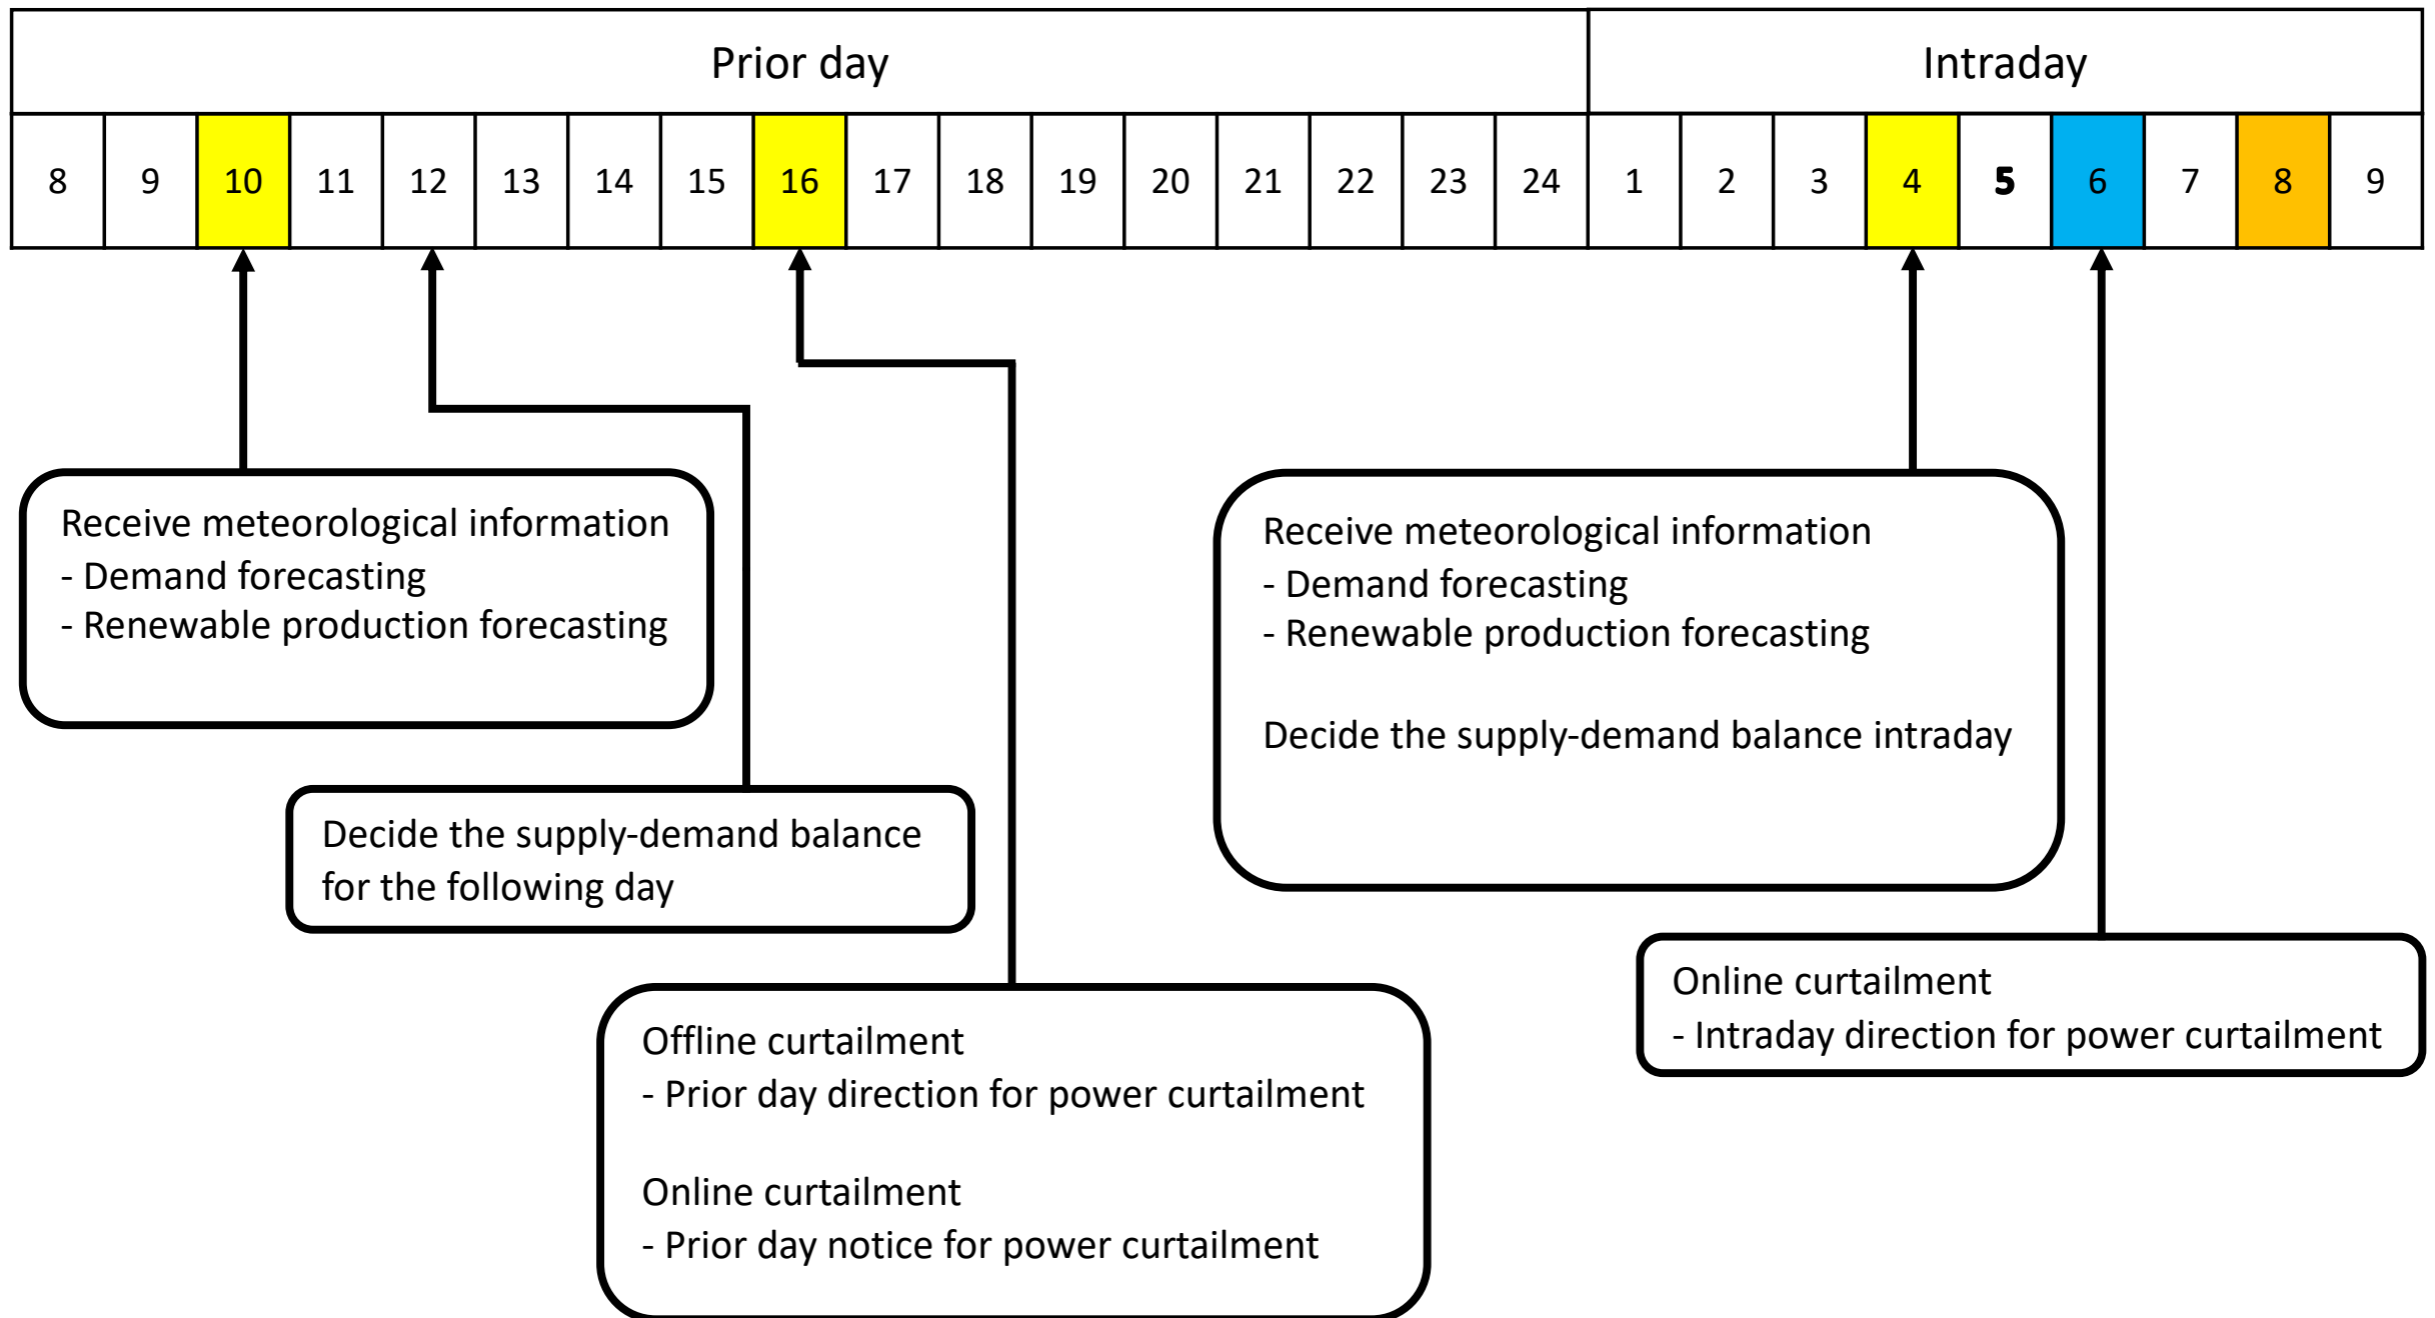 Prior day Intraday
8 9 10 11 12 13 14 15 16 17 18 19 20 21 22 23 24 1 2 3 4 5 6 7 8 9
Receive meteorological information
- Demand forecasting
- Renewable production forecasting
Decide the supply-demand balance
for the following day
Offline curtailment
- Prior day direction for power curtailment
Online curtailment
- Prior day notice for power curtailment
Receive meteorological information
- Demand forecasting
- Renewable production forecasting
Decide the supply-demand balance intraday
Online curtailment
- Intraday direction for power curtailment